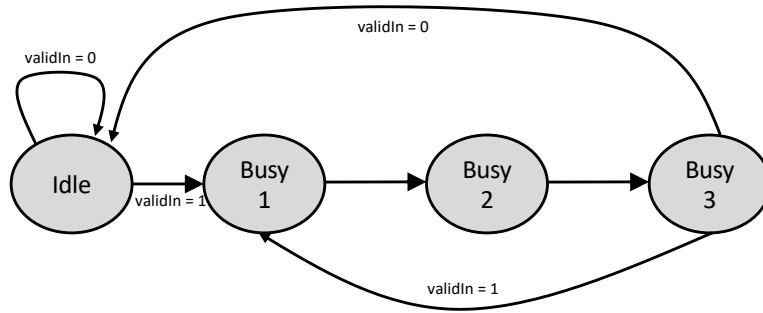 validIn = 0
validIn = 0
Idle
validIn = 1
Busy
1
Busy
2
Busy
3
validIn = 1